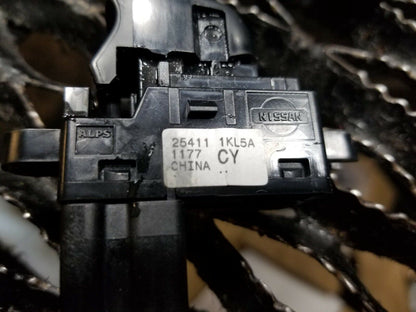 ALPS
NISSAN
25411 1KL5A
1177 CY
CHINA ..